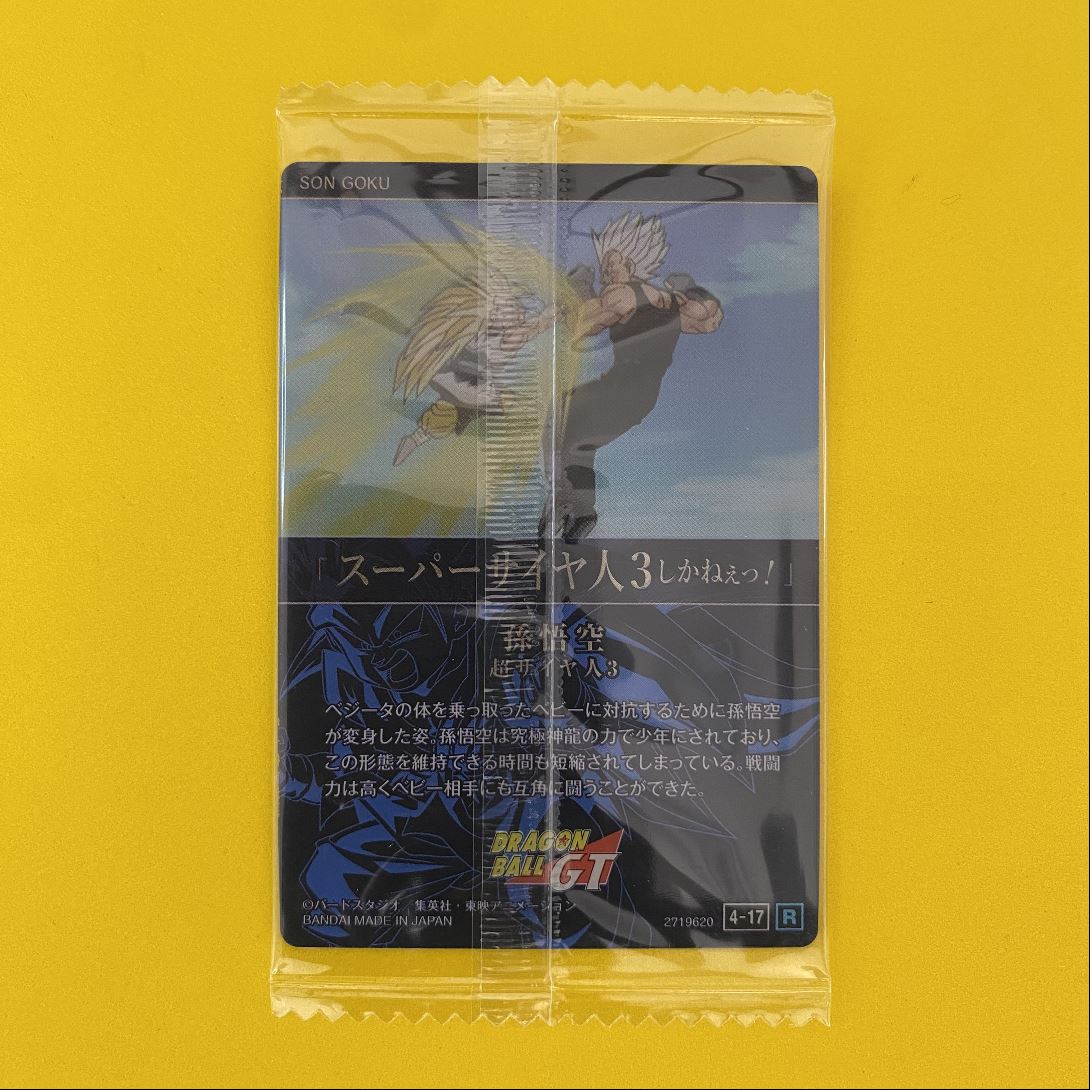 SON GOKU
「スーパーサイヤ人3しかねぇっ!」
孫悟空
超サイヤ人3
ベジータの体を乗っ取ったベビーに対抗するために孫悟空
が変身した姿。孫悟空は究極神龍の力で少年にされており、
この形態を維持できる時間も短縮されてしまっている。戦闘
力は高くベビー相手にも互角に闘うことができた。
DRAGON
BALL GT
©バードスタジオ/集英社・東映アニメーション
BANDAI MADE IN JAPAN
2719620 4-17 R